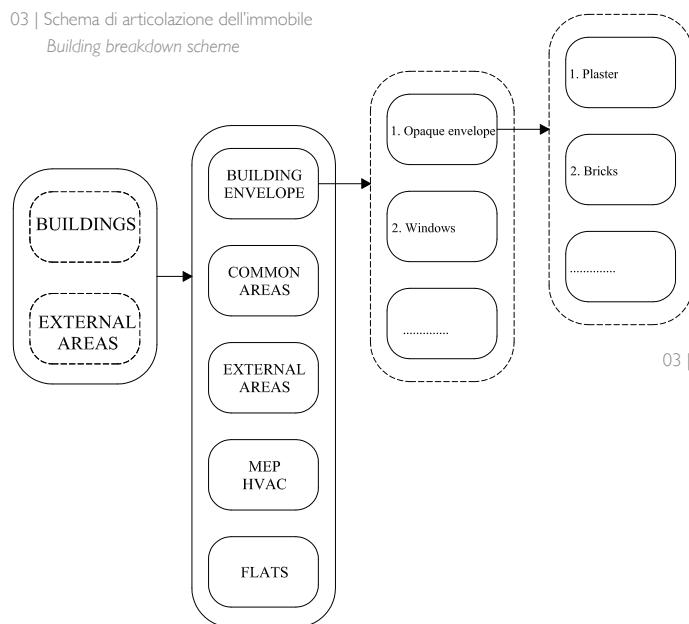 03 | Schema di articolazione dell'immobile
Building breakdown scheme
BUILDINGS
EXTERNAL
AREAS
BUILDING
ENVELOPE
COMMON
AREAS
EXTERNAL
AREAS
MEP
HVAC
FLATS
1. Opaque envelope
2. Windows
..............
1. Plaster
2. Bricks
..............
03 |